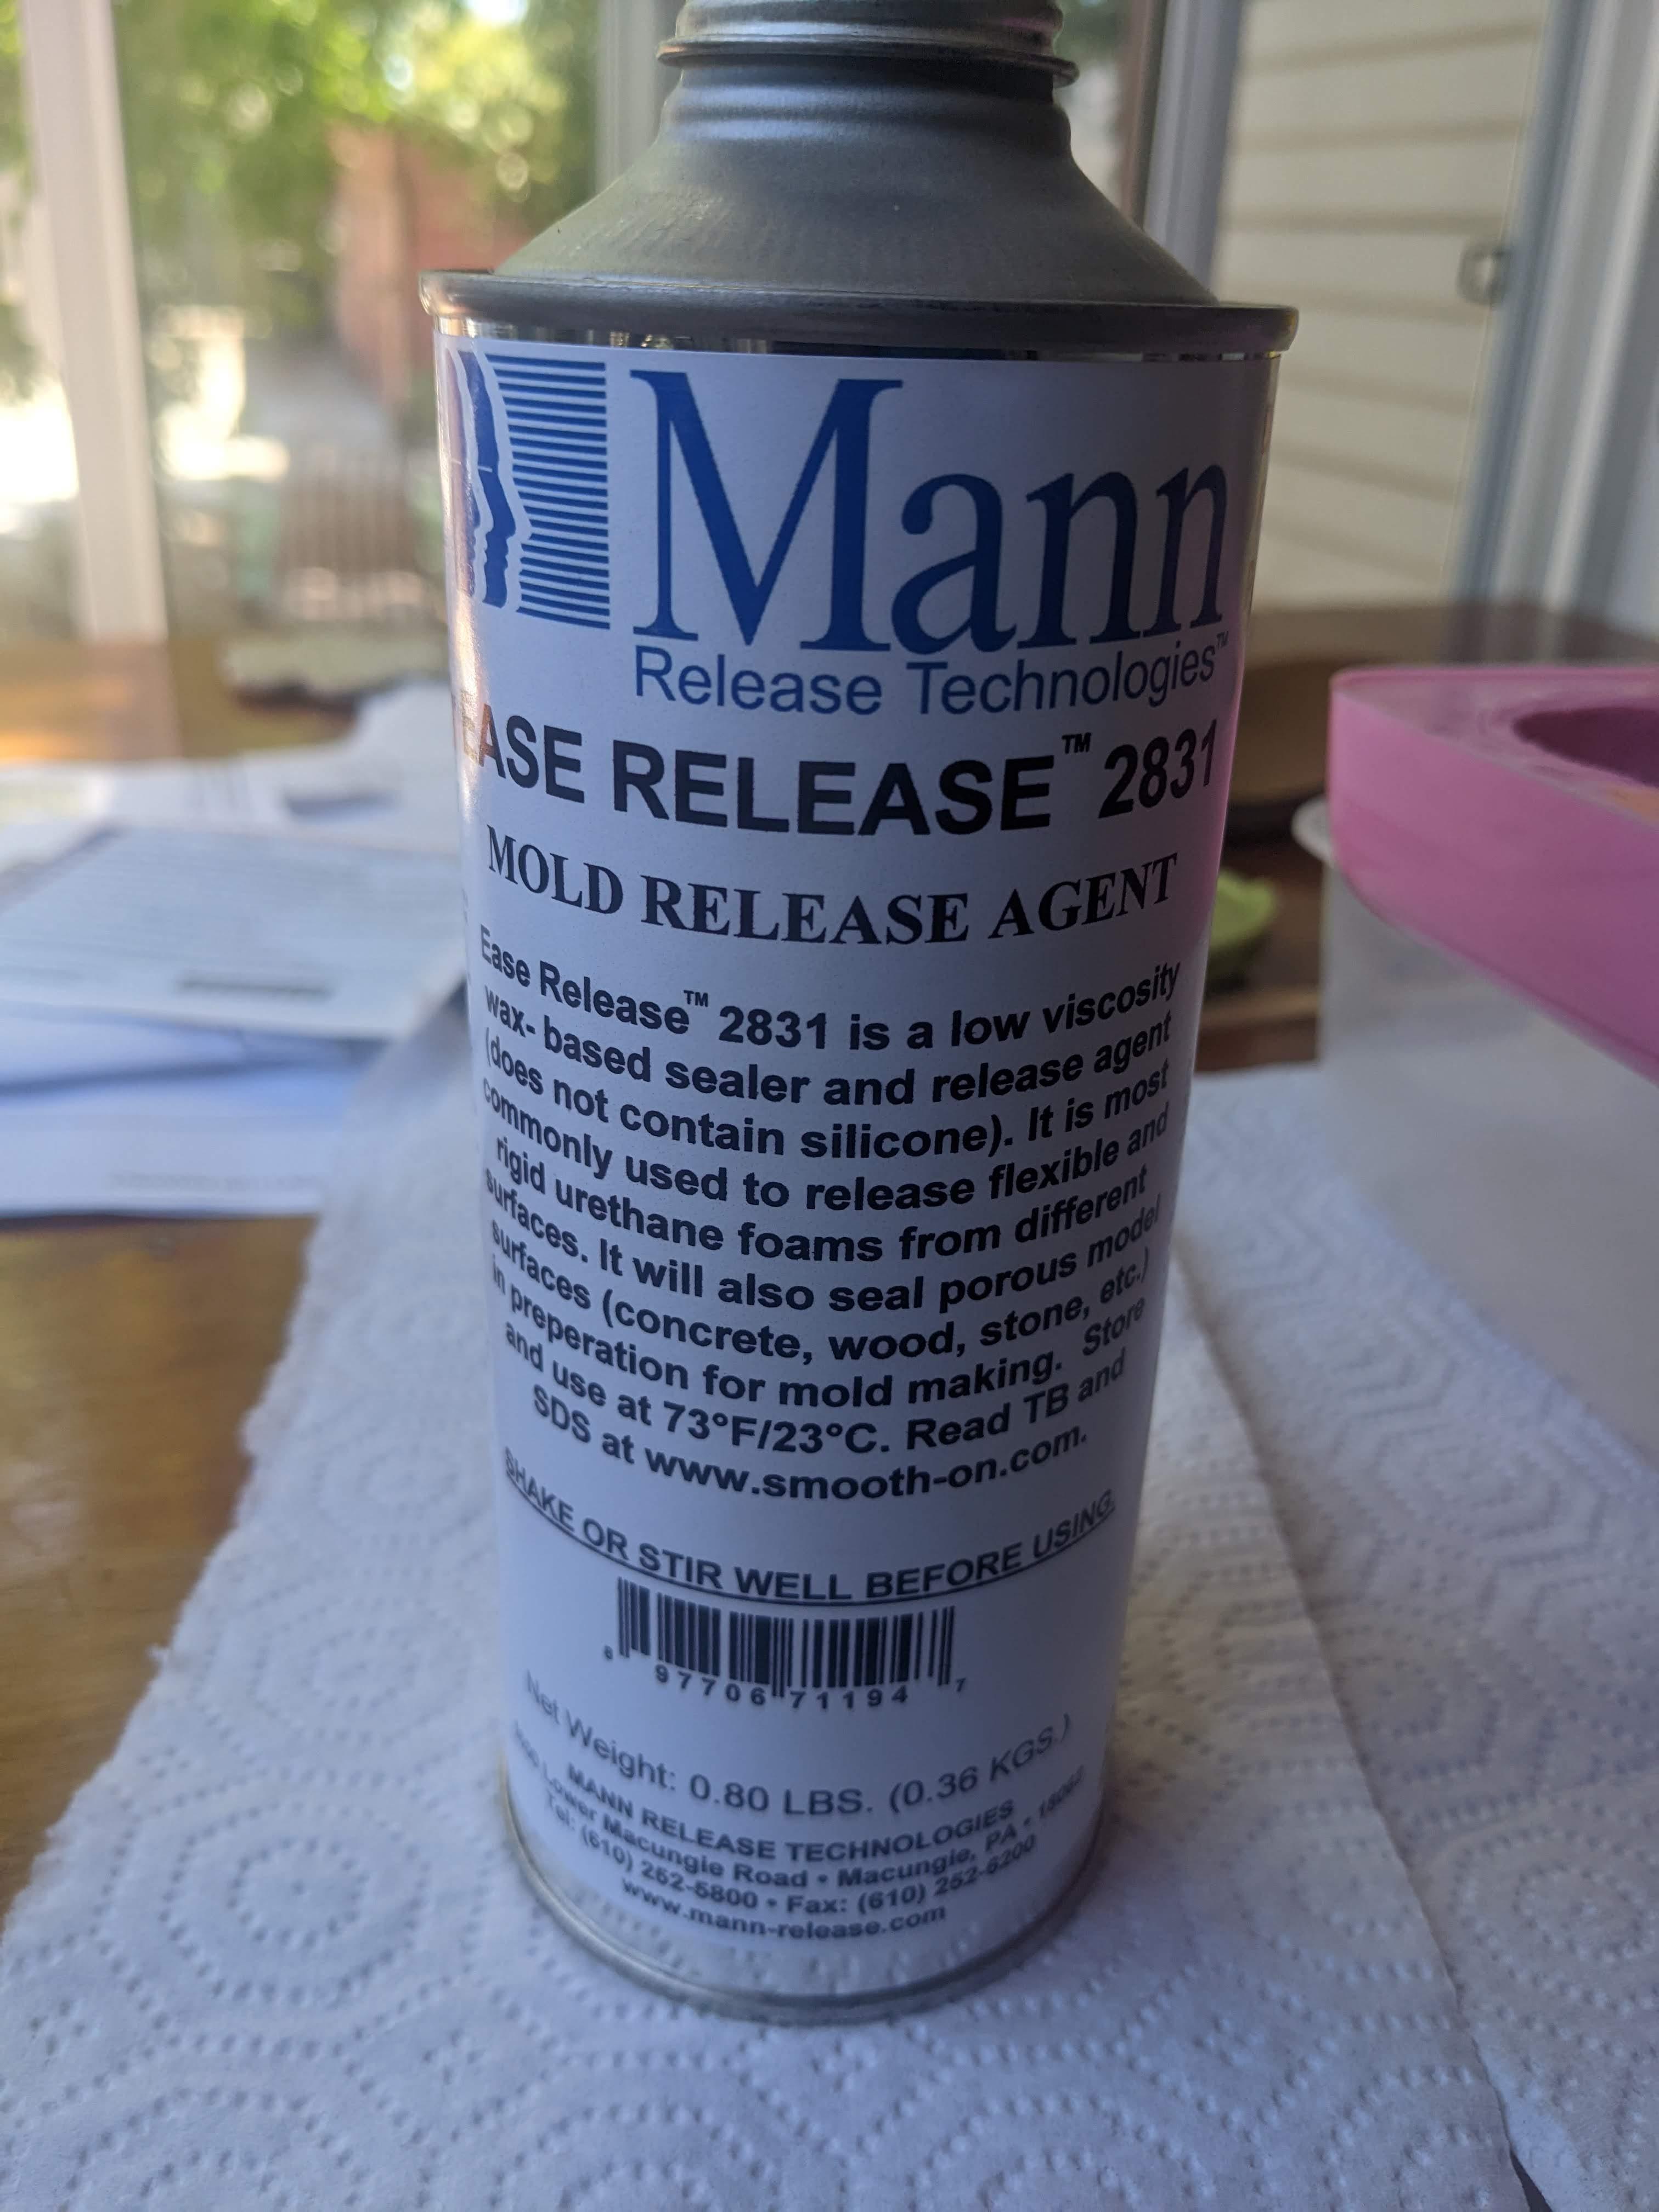 Mann
Release Technologies™
EASE RELEASE™ 2831
MOLD RELEASE AGENT
Ease Release™ 2831 is a low viscosity
wax- based sealer and release agent
(does not contain silicone). It is most
commonly used to release flexible and
rigid urethane foams from different
surfaces. It will also seal porous model
surfaces (concrete, wood, stone, etc.)
in preperation for mold making. Store
and use at 73°F/23°C. Read TB and
SDS at www.smooth-on.com.
SHAKE OR STIR WELL BEFORE USING
97706 71194 7
Net Weight: 0.80 LBS. (0.36 KGS.)
MANN RELEASE TECHNOLOGIES
Lower Macungie Road • Macungie, PA - 18062
Tel: (610) 252-5800 • Fax: (610) 252-6200
www.mann-release.com